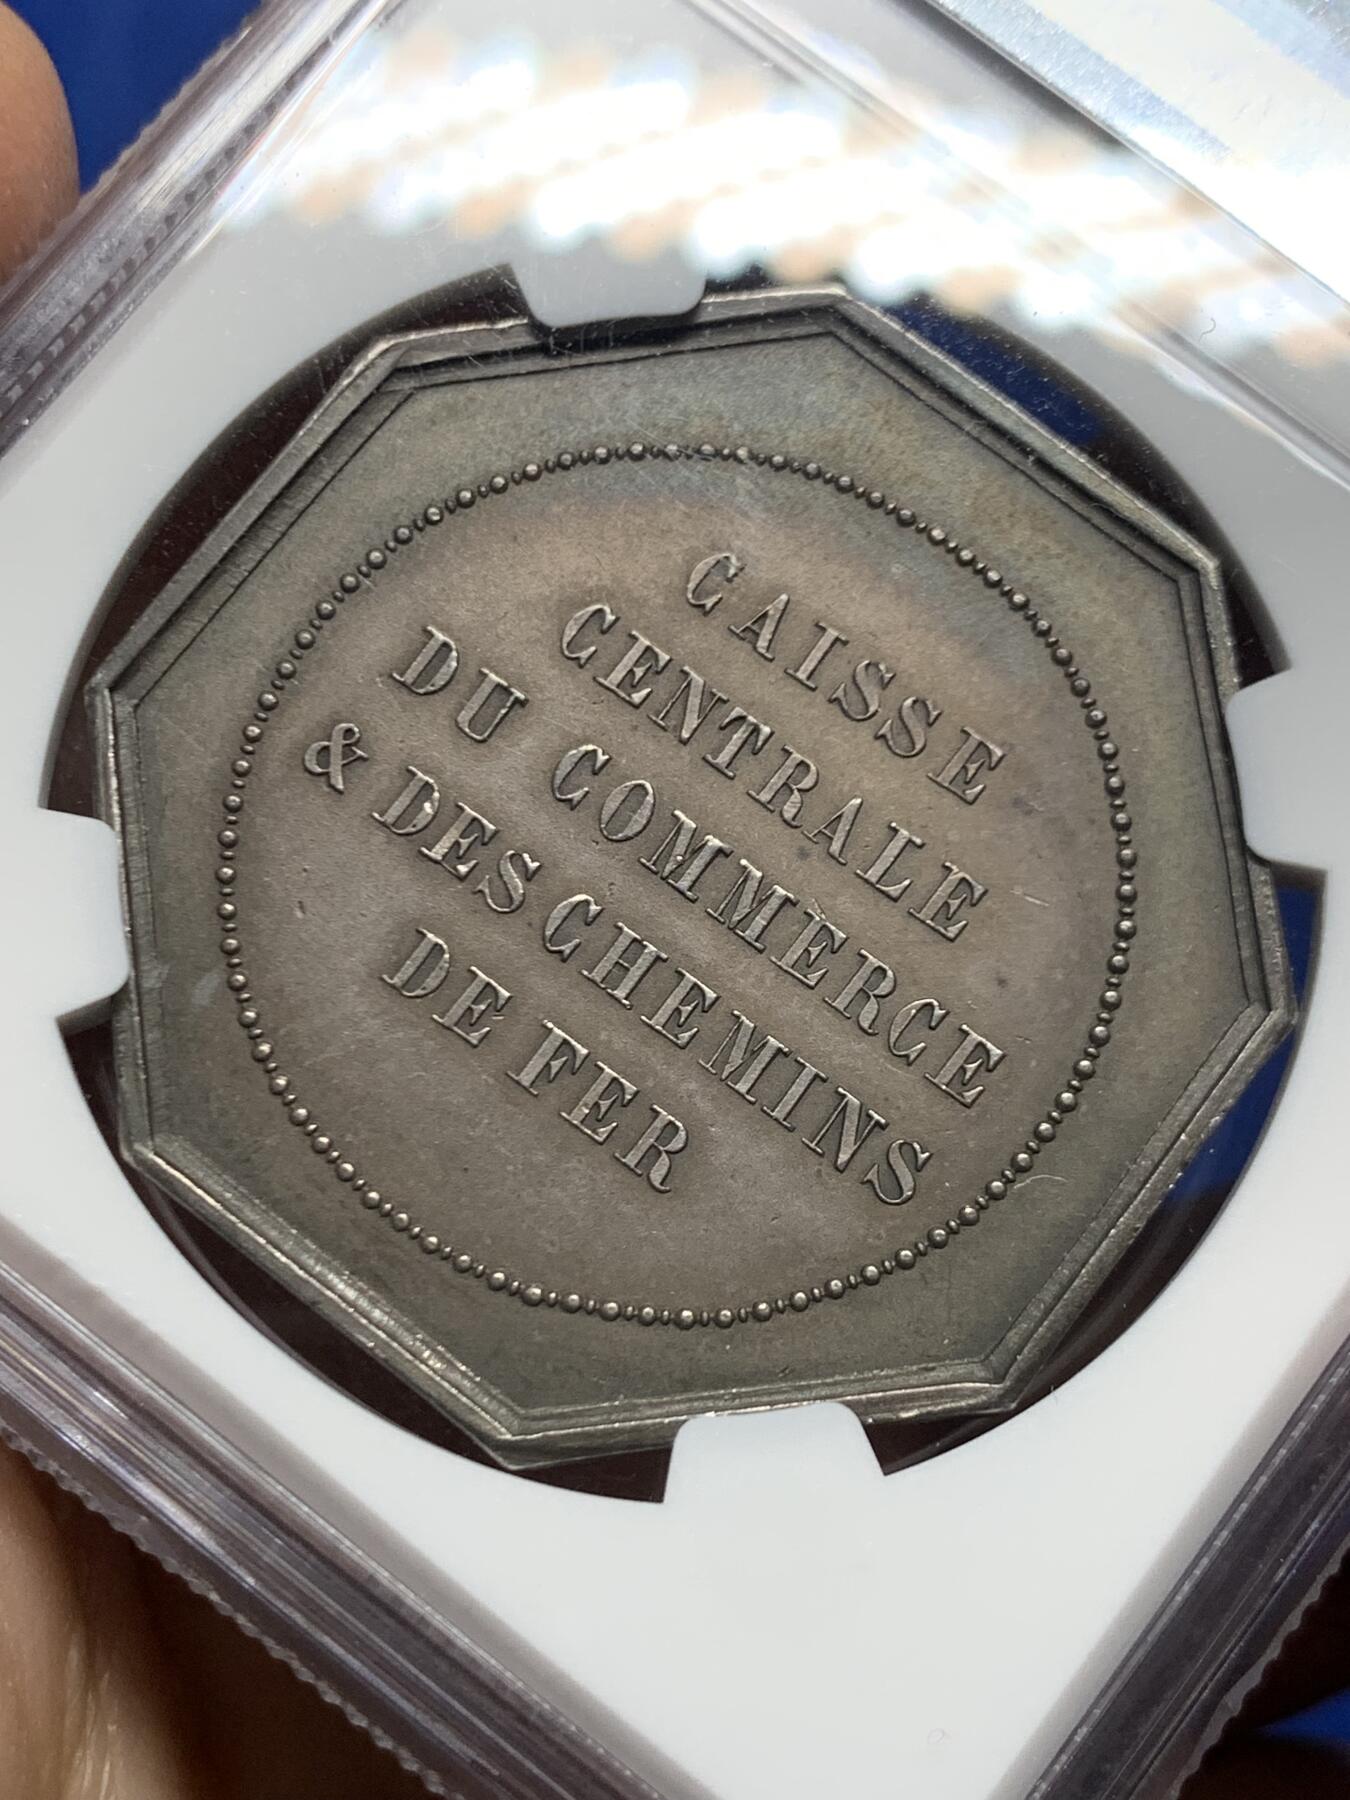 CAISSE
CENTRALE
DU COMMERCE
& DES CHEMINS
DE FER